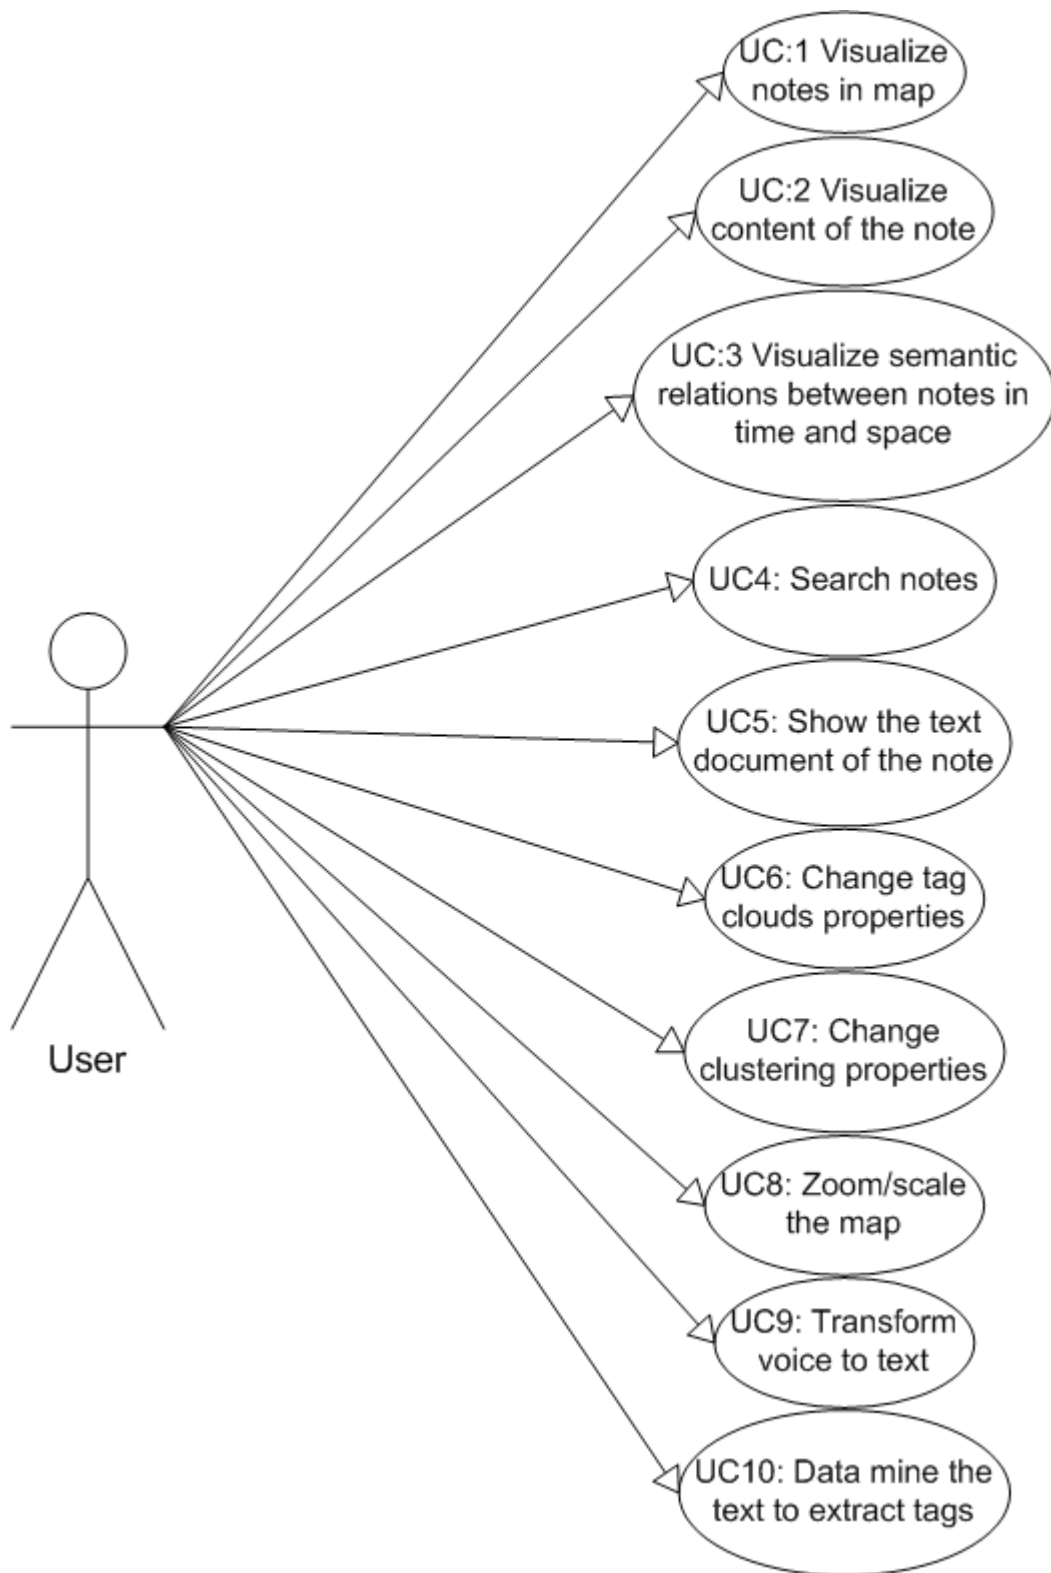 UC:1 Visualize
notes in map
UC:2 Visualize
content of the note
UC:3 Visualize semantic
relations between notes in
time and space
UC4: Search notes
UC5: Show the text
document of the note
UC6: Change tag
clouds properties
UC7: Change
clustering properties
User
UC8: Zoom/scale
the map
UC9: Transform
voice to text
UC10: Data mine the
text to extract tags